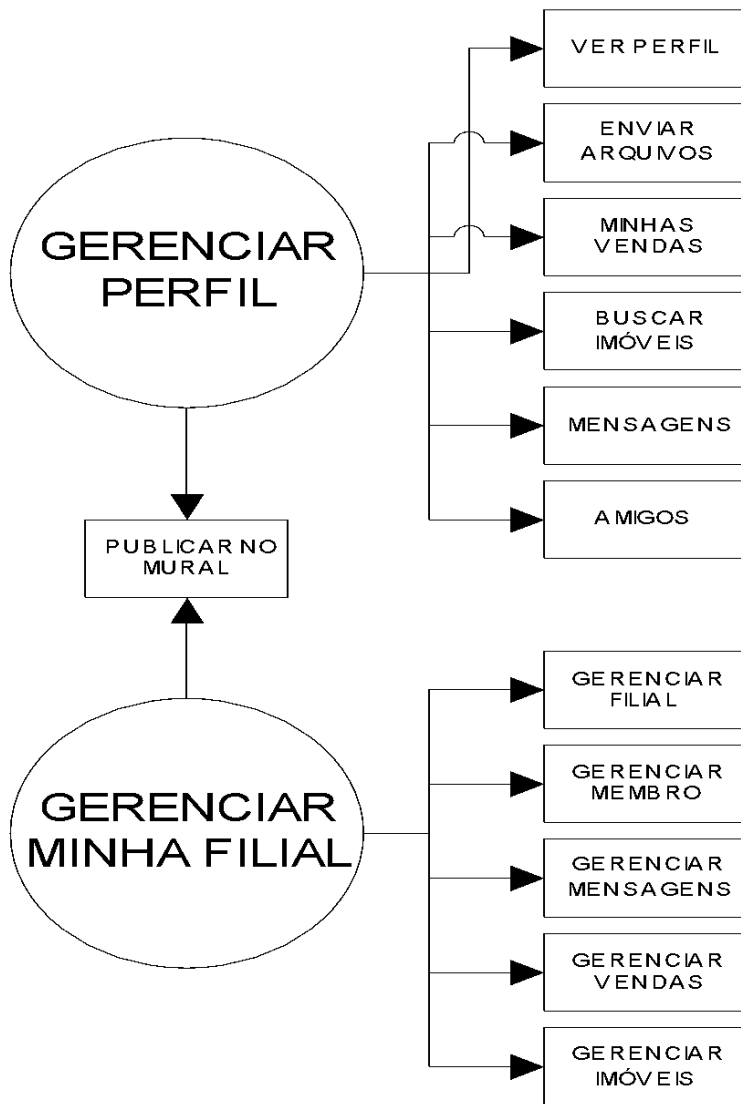 VER PERFIL
ENVIAR
ARQUIVOS
GERENCIAR
PERFIL
MINHAS
VENDAS
BUSCAR
IMÓVEIS
MENSAGENS
AMIGOS
PUBLICAR NO
MURAL
GERENCIAR
FILIAL
GERENCIAR
MEMBRO
GERENCIAR
MINHA FILIAL
GERENCIAR
MENSAGENS
GERENCIAR
VENDAS
GERENCIAR
IMÓVEIS